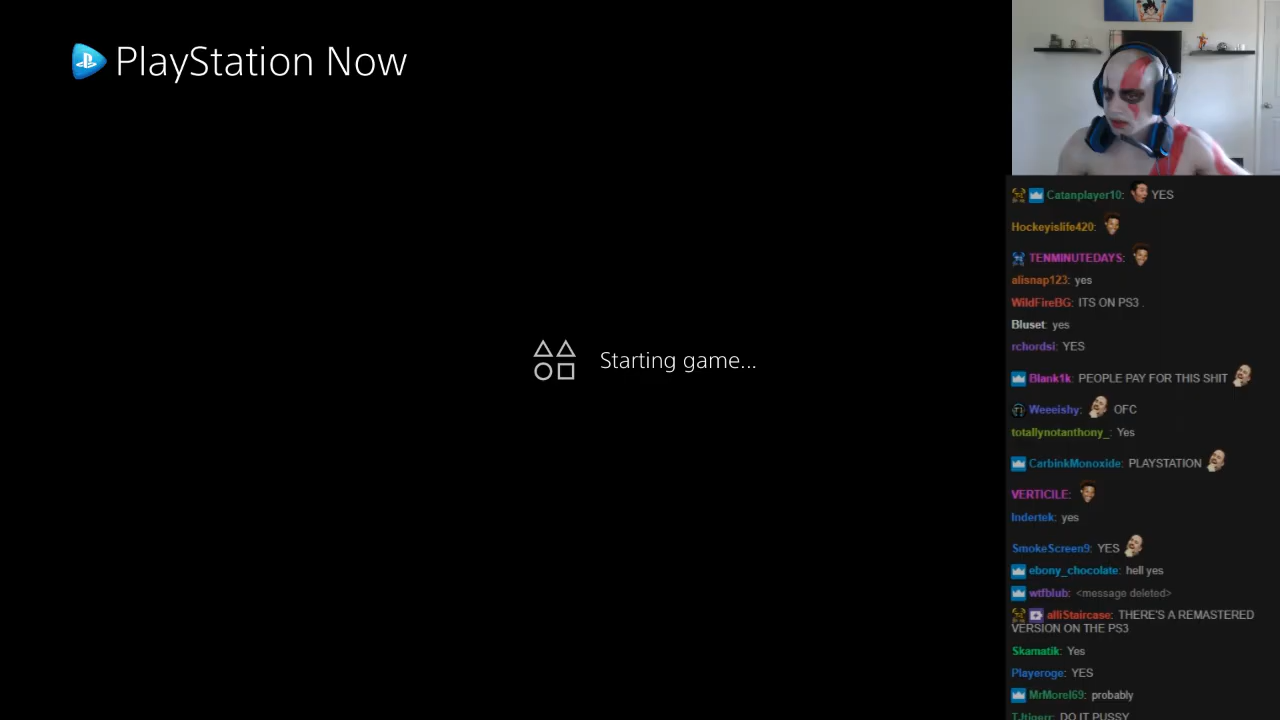 PlayStation Now
Starting game...
Catanplayer10: YES
Hockeyislife420:
TENMINUTEDAYS:
alisnap123: yes
WildFireBG: ITS ON PS3 .
Bluset: yes
rchordsi: YES
Blank1k: PEOPLE PAY FOR THIS SHIT
Weeeishy: OFC
totallynotanthony_: Yes
CarbinkMonoxide: PLAYSTATION
VERTICILE:
Indertek: yes
SmokeScreen9: YES
ebony_chocolate: hell yes
wtfblub: <message deleted>
alliStaircase: THERE'S A REMASTERED
VERSION ON THE PS3
Skamatik: Yes
Playeroge: YES
MrMorel69: probably
TJtigerr: DO IT PUSSY